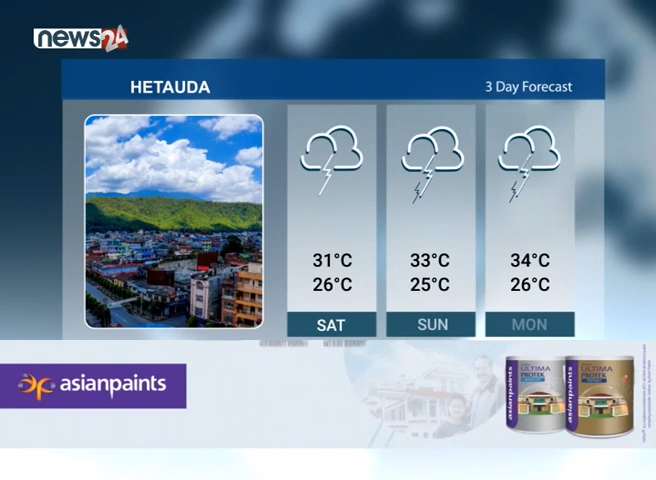 news24
HETAUDA
3 Day Forecast
31°C
26°C
SAT
33°C
25°C
SUN
34°C
26°C
MON
asianpaints
asianpaints
ULTIMA
PROTEK
asianpaints
ULTIMA
PROTEK